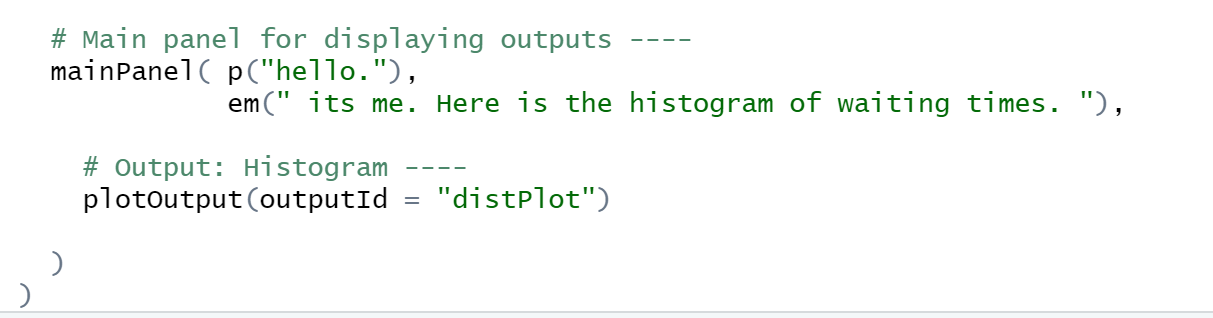 # Main panel for displaying outputs ----
mainPanel( p("hello."),
em(" its me. Here is the histogram of waiting times. "),
# Output: Histogram ----
plotOutput(outputId = "distPlot")
)
)